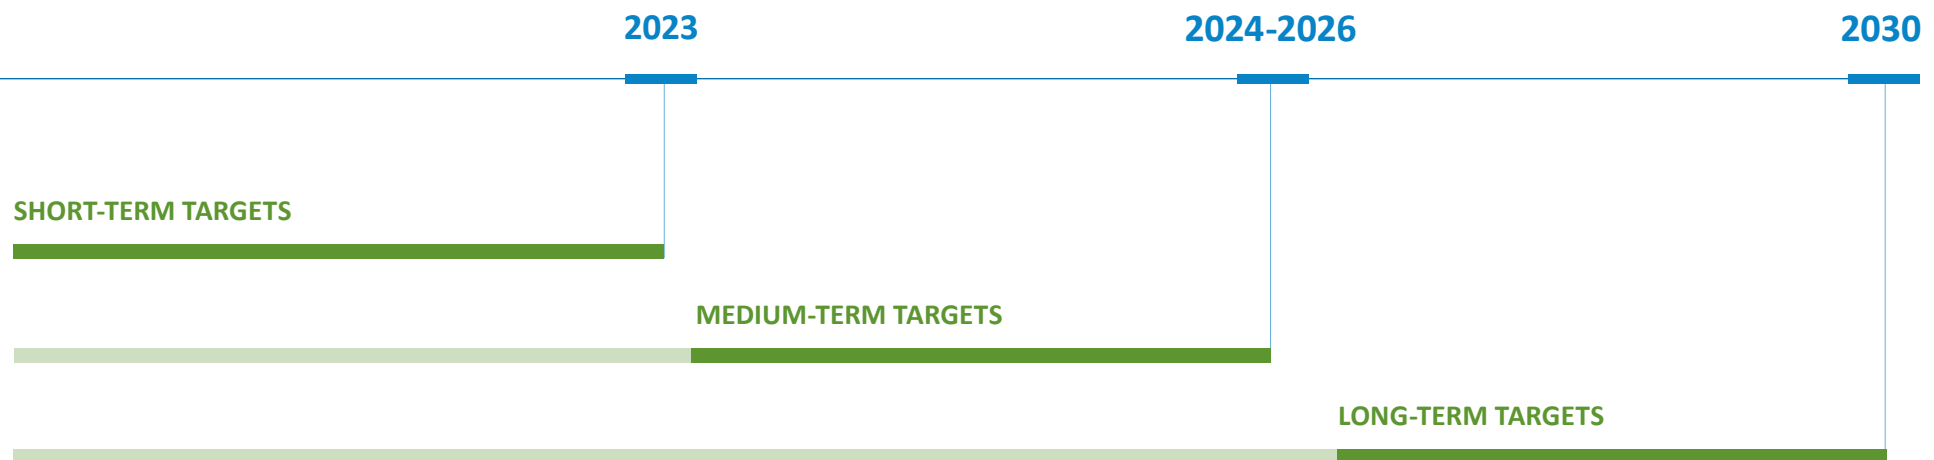 2023
2024-2026
2030
SHORT-TERM TARGETS
MEDIUM-TERM TARGETS
LONG-TERM TARGETS